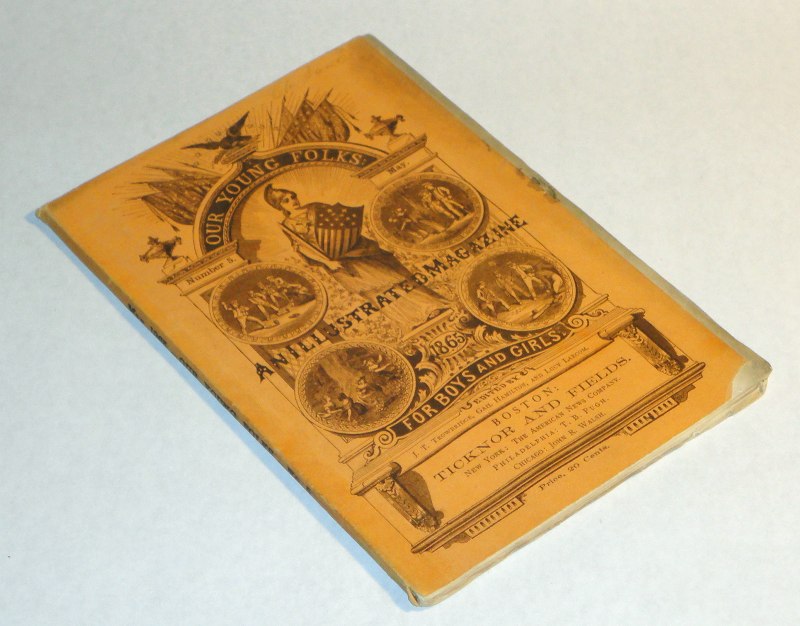 OUR YOUNG FOLKS:
May.
Number 5.
AN ILLUSTRATED MAGAZINE
1865
FOR BOYS AND GIRLS.
EDITED BY
J. T. Trowbridge, Gail Hamilton, and Lucy Larcom.
BOSTON:
TICKNOR AND FIELDS.
New York: The American News Company.
Philadelphia: T. B. Pugh.
Chicago: John R. Walsh.
Price, 20 Cents.